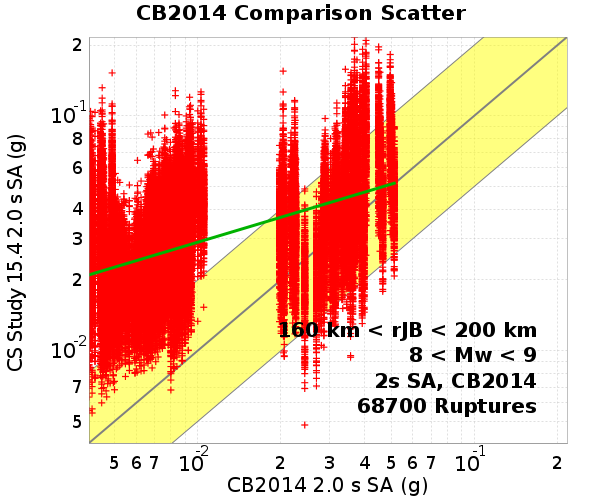 CB2014 Comparison Scatter
CS Study 15.4 2.0 s SA (g)
2
10⁻¹
8
6
4
3
2
10⁻²
7
5
160 km < rJB < 200 km
8 < Mw < 9
2s SA, CB2014
68700 Ruptures
5 6 7 10⁻² 2 3 4 5 6 7 10⁻¹ 2
CB2014 2.0 s SA (g)